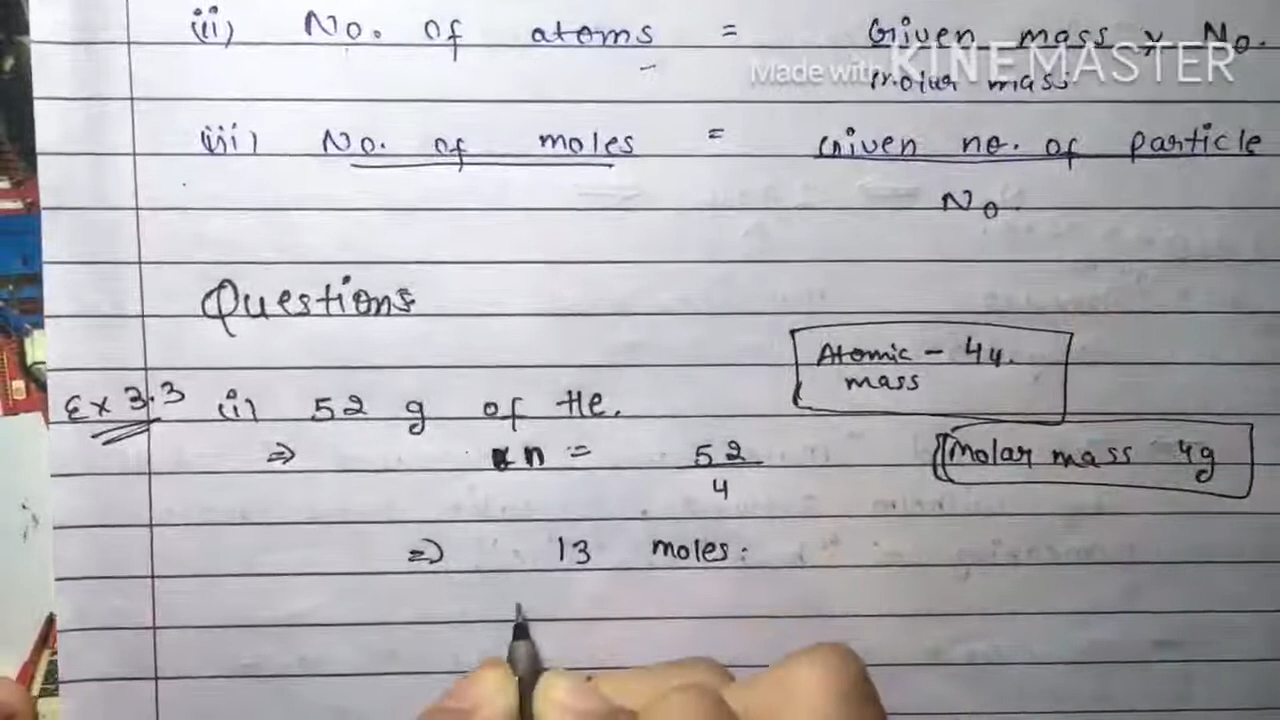 (ii) No. of atoms = Given mass x No.
Molar mass.
Made with KINEMASTER
(iii) No. of moles = Given no. of particle
No
Questions
Atomic - 4u.
mass
Ex 3.3 (i) 52 g of He.
⇒ n = 52
4
Molar mass 4g
⇒ 13 moles.